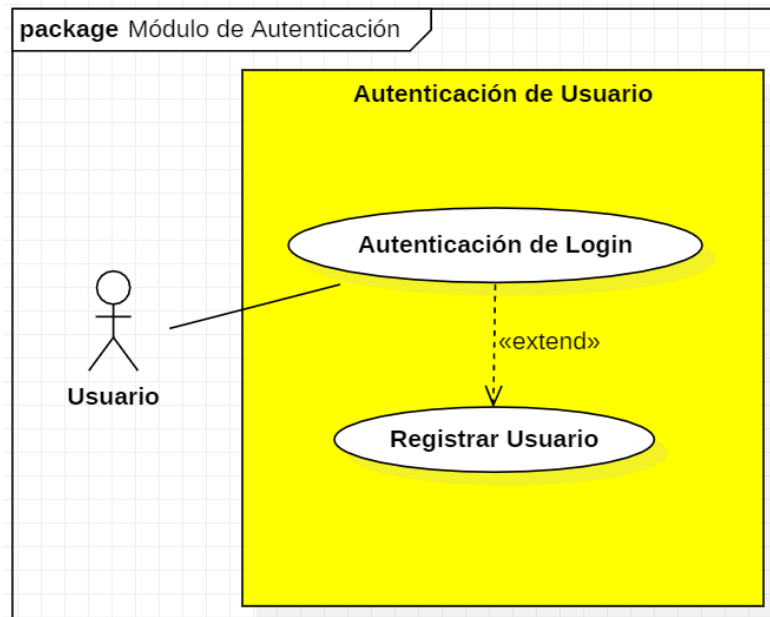 package Módulo de Autenticación
Autenticación de Usuario
Autenticación de Login
«extend»
Usuario
Registrar Usuario